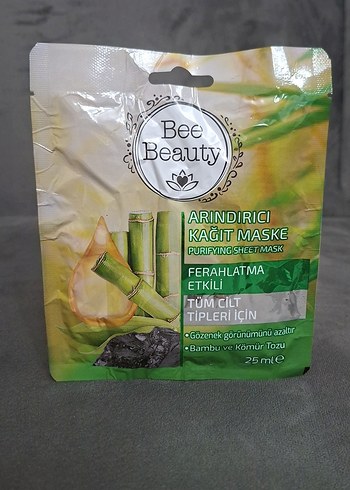 Bee
Beauty
ARINDIRICI
KAĞIT MASKE
PURIFYING SHEET MASK
FERAHLATMA
ETKİLİ
TÜM CİLT
TİPLERİ İÇİN
• Gözenek görünümünü azaltır
• Bambu ve Kömür Tozu
25 ml ℮